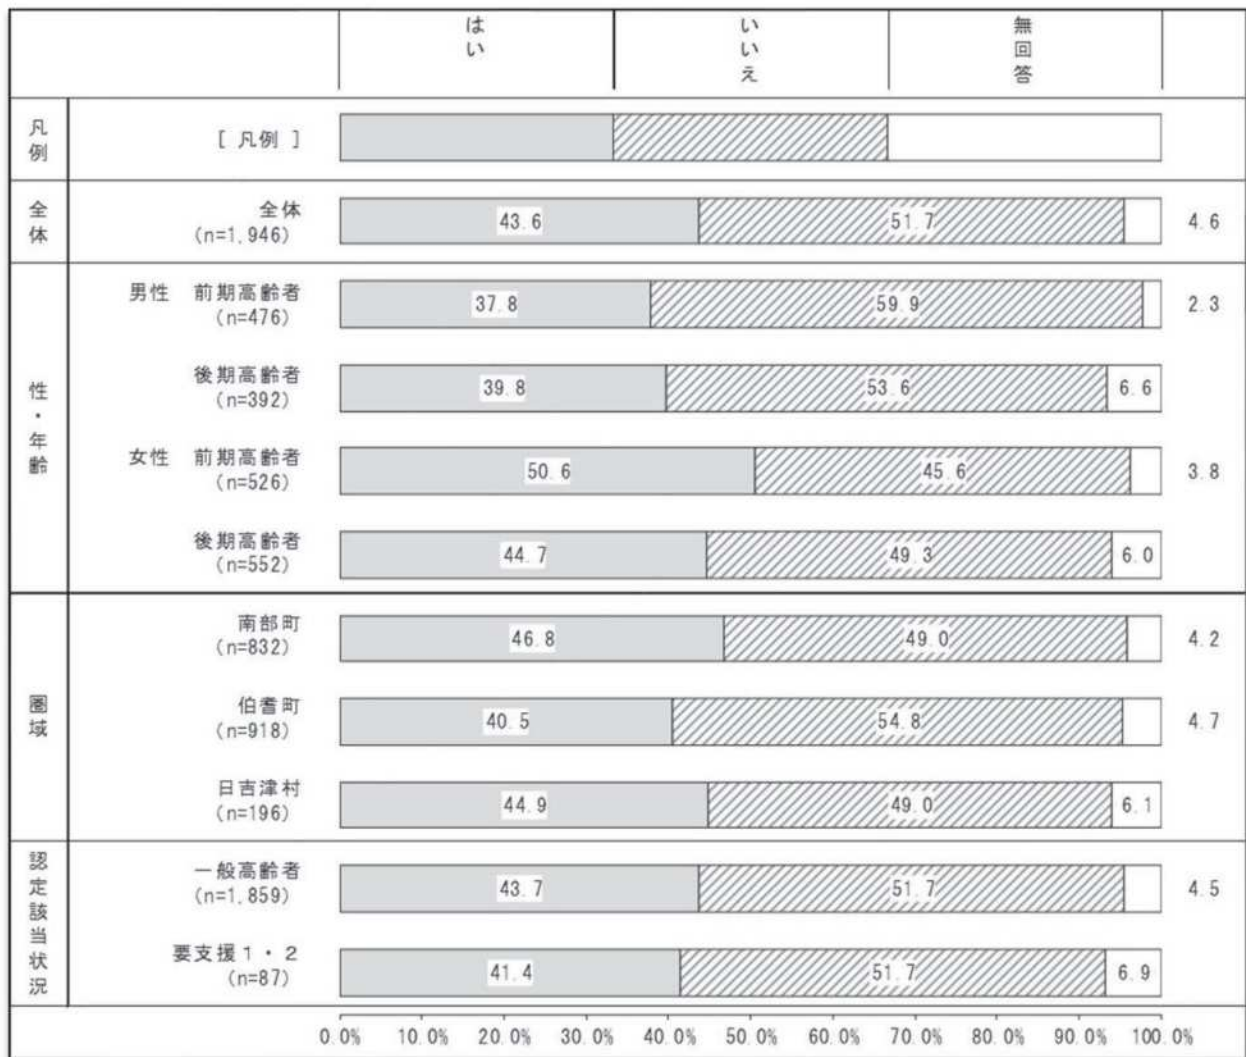 はい
いいえ
無回答
凡例
[ 凡例 ]
全体
全体
(n=1,946)
43.6
51.7
4.6
性・年齢
男性 前期高齢者
(n=476)
37.8
59.9
2.3
後期高齢者
(n=392)
39.8
53.6
6.6
女性 前期高齢者
(n=526)
50.6
45.6
3.8
後期高齢者
(n=552)
44.7
49.3
6.0
圏域
南部町
(n=832)
46.8
49.0
4.2
伯耆町
(n=918)
40.5
54.8
4.7
日吉津村
(n=196)
44.9
49.0
6.1
認定該当状況
一般高齢者
(n=1,859)
43.7
51.7
4.5
要支援1・2
(n=87)
41.4
51.7
6.9
0.0% 10.0% 20.0% 30.0% 40.0% 50.0% 60.0% 70.0% 80.0% 90.0% 100.0%